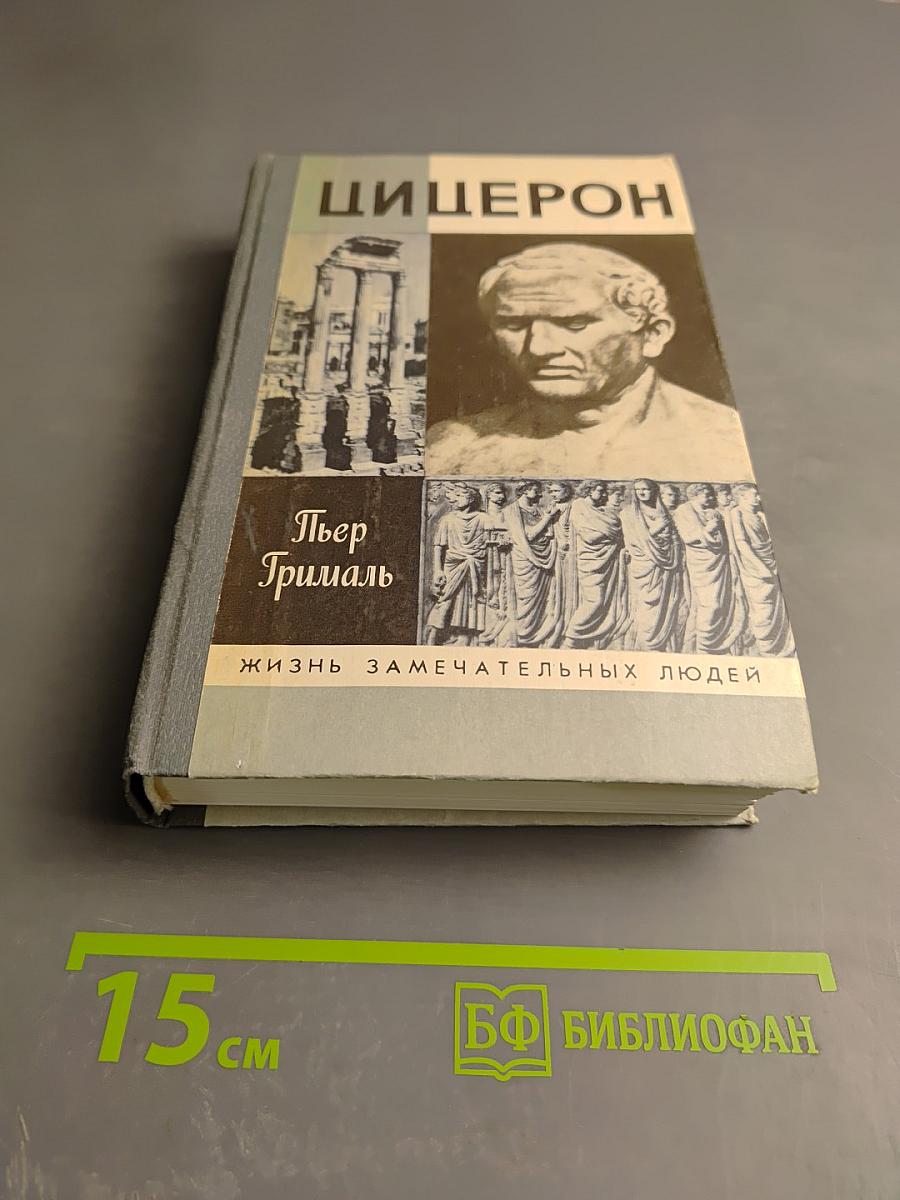 ЦИЦЕРОН
Пьер
Грималь
ЖИЗНЬ ЗАМЕЧАТЕЛЬНЫХ ЛЮДЕЙ
15 см
БФ БИБЛИОФАН